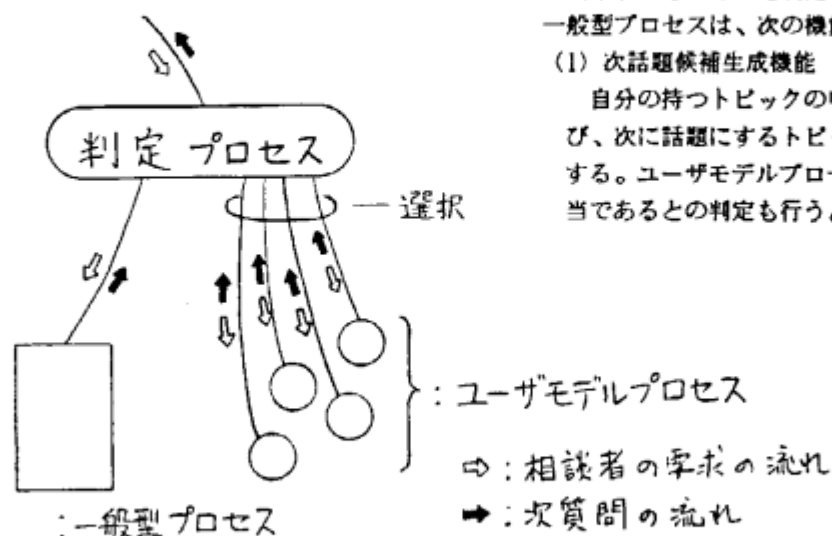 判定 プロセス
選択
: ユーザモデルプロセス
⇨ : 相談者の要求の流れ
➡ : 次質問の流れ
: 一般型プロセス
一般型プロセスは、次の機能
(1) 次話題候補生成機能
自分の持つトピックの
び、次に話題にするトピ
する。ユーザモデルプロ
当であるとの判定も行う。